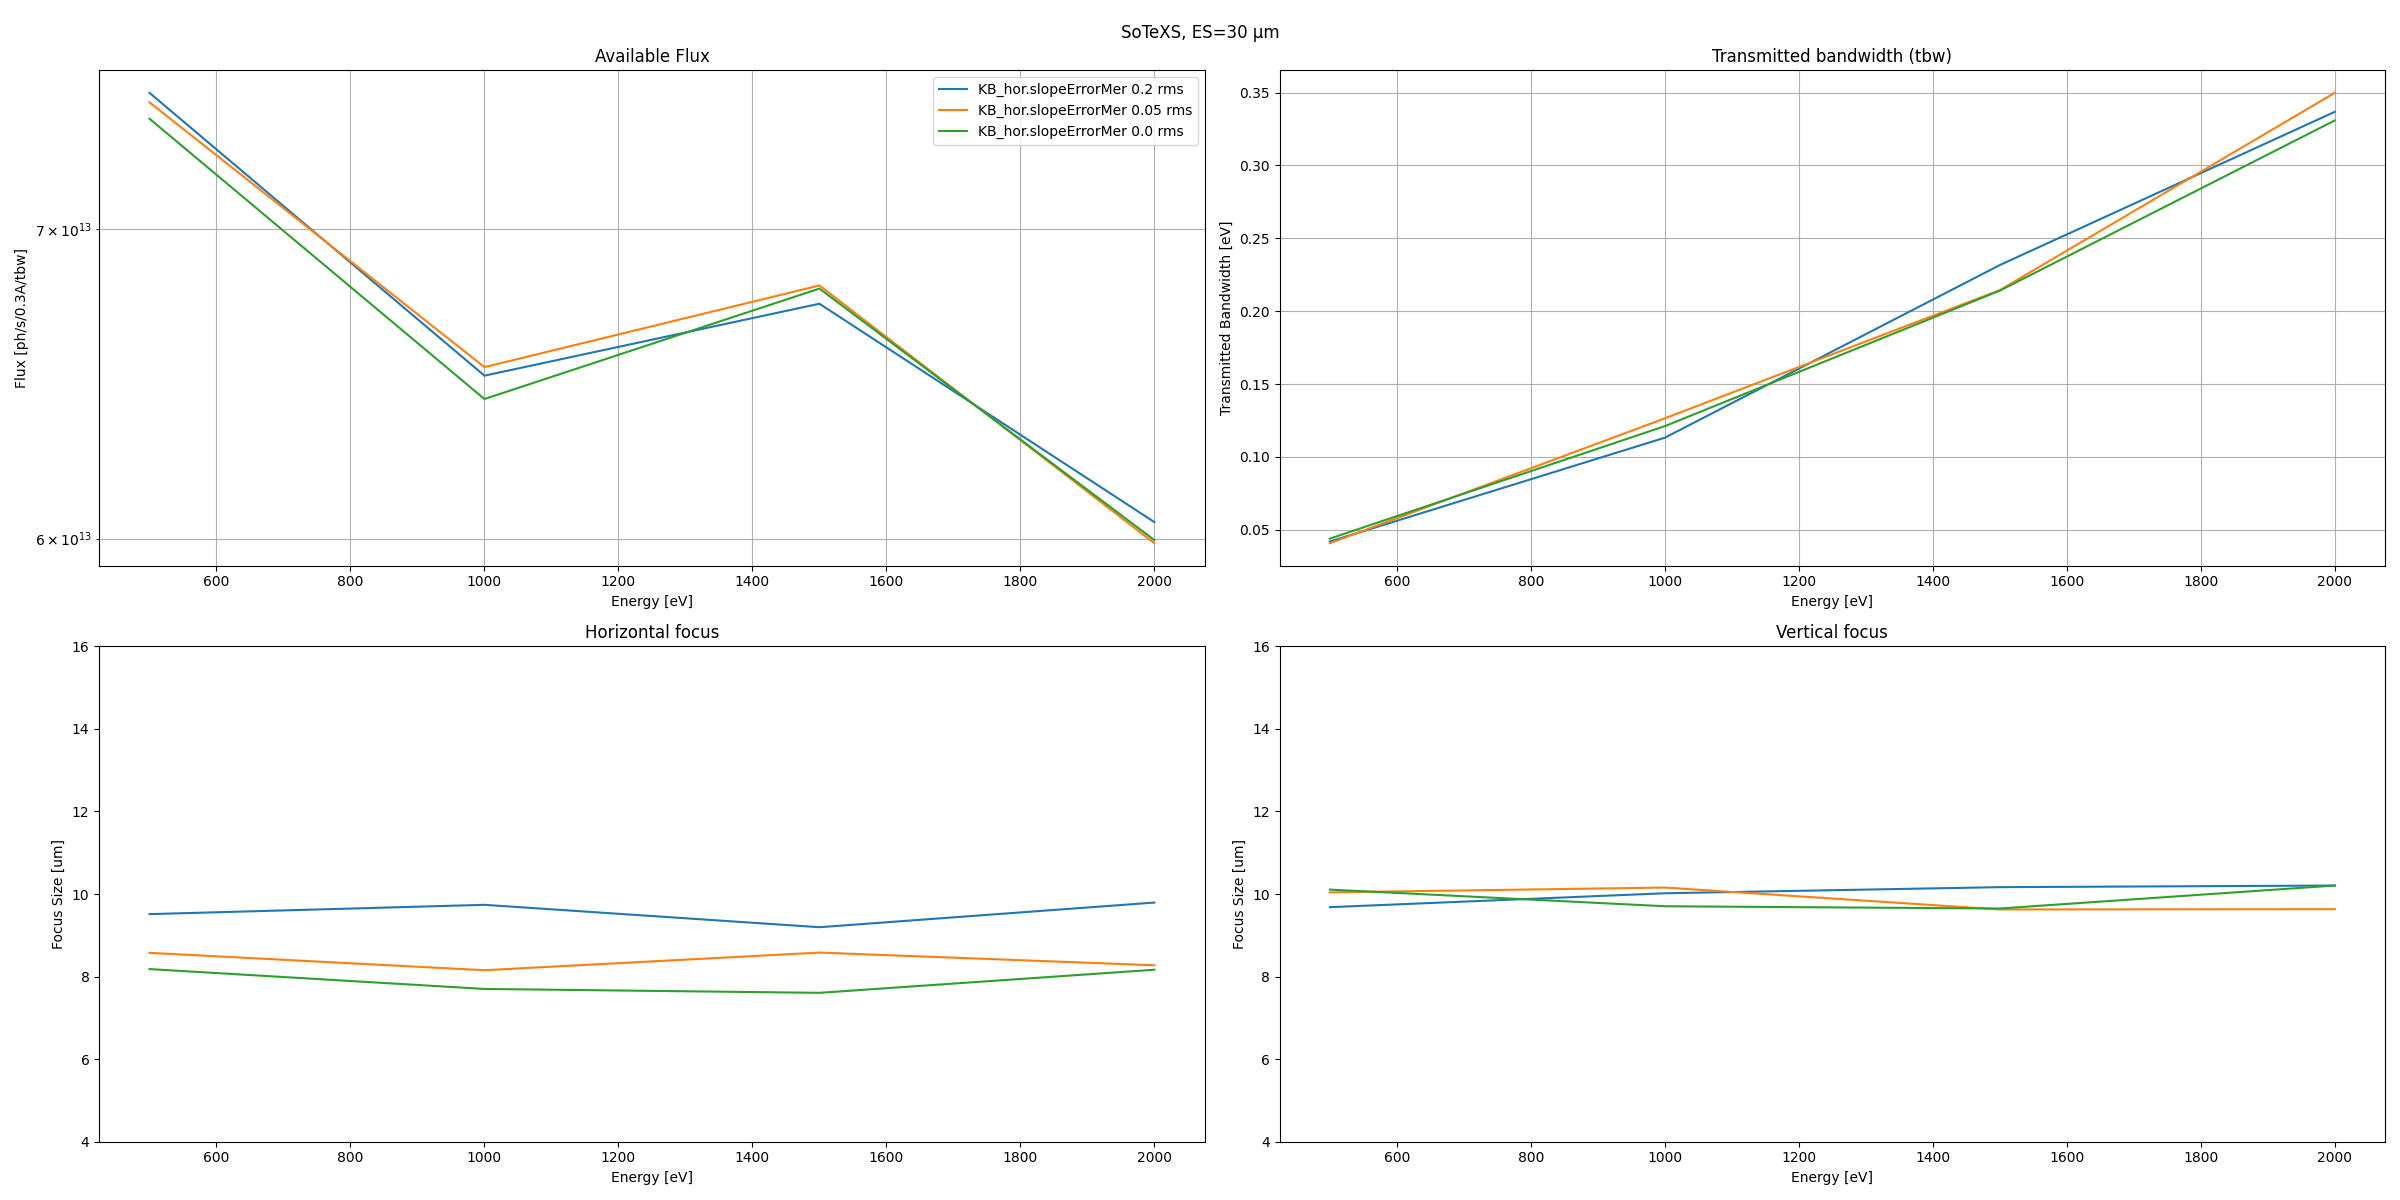 SoTeXS, ES=30 μm
Available Flux
Flux [ph/s/0.3A/tbw]
7 × 10¹³
6 × 10¹³
KB_hor.slopeErrorMer 0.2 rms
KB_hor.slopeErrorMer 0.05 rms
KB_hor.slopeErrorMer 0.0 rms
600 800 1000 1200 1400 1600 1800 2000
Energy [eV]
Transmitted bandwidth (tbw)
Transmitted Bandwidth [eV]
0.35
0.30
0.25
0.20
0.15
0.10
0.05
600 800 1000 1200 1400 1600 1800 2000
Energy [eV]
Horizontal focus
Focus Size [um]
16
14
12
10
8
6
4
600 800 1000 1200 1400 1600 1800 2000
Energy [eV]
Vertical focus
Focus Size [um]
16
14
12
10
8
6
4
600 800 1000 1200 1400 1600 1800 2000
Energy [eV]